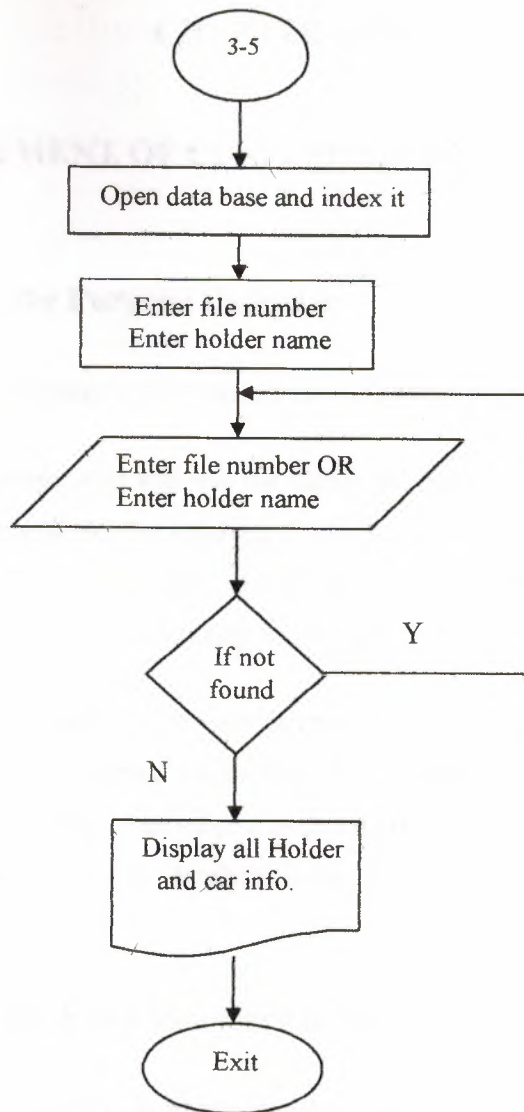 3-5
Open data base and index it
Enter file number
Enter holder name
Enter file number OR
Enter holder name
If not
found
Y
N
Display all Holder
and car info.
Exit